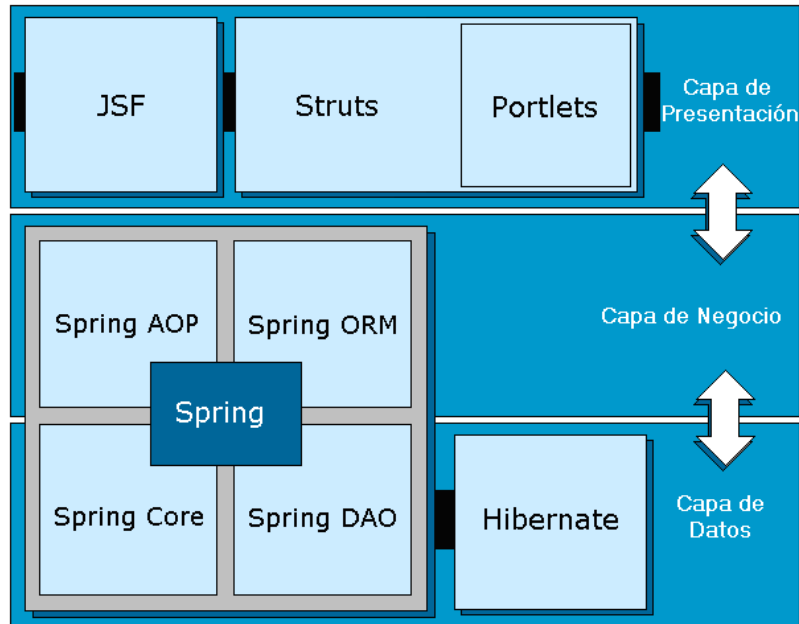 JSF
Struts
Portlets
Capa de
Presentación
Spring AOP
Spring ORM
Capa de Negocio
Spring
Spring Core
Spring DAO
Hibernate
Capa de
Datos